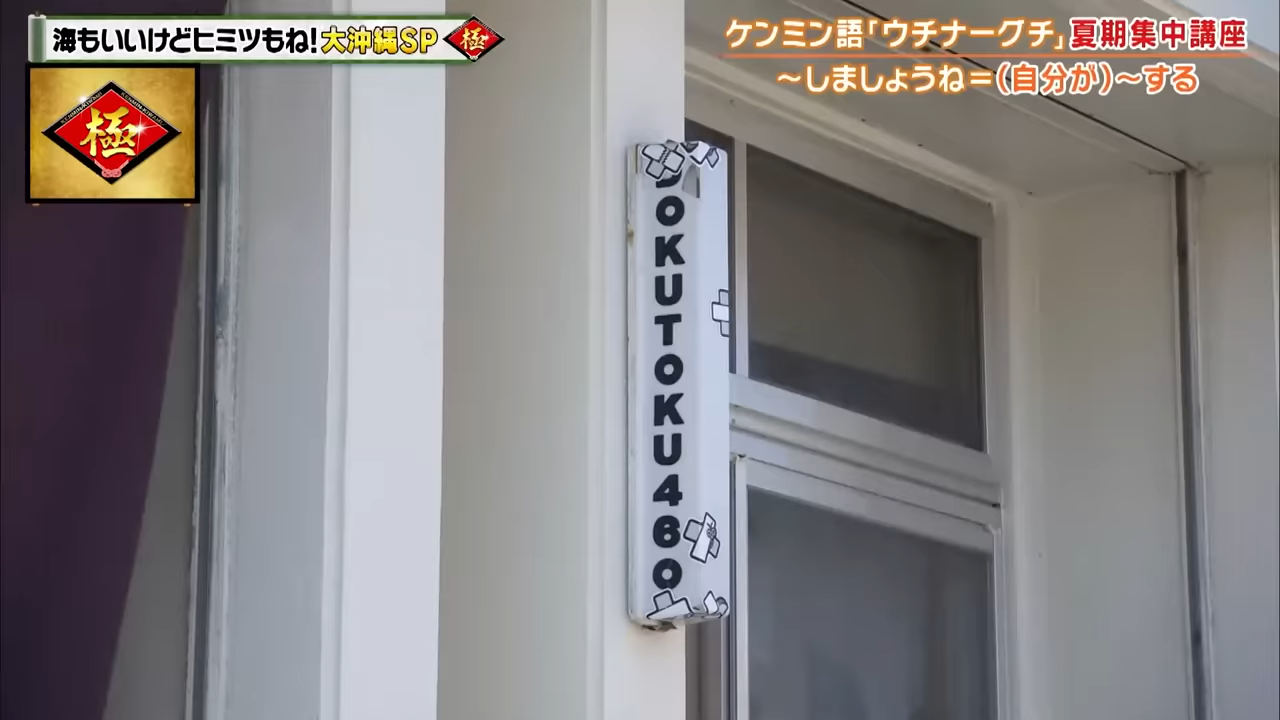 海もいいけどヒミツもね!大沖縄SP 極
極
ケンミン語「ウチナーグチ」夏期集中講座
~しましょうね=(自分が)~する
OKUTOKU460